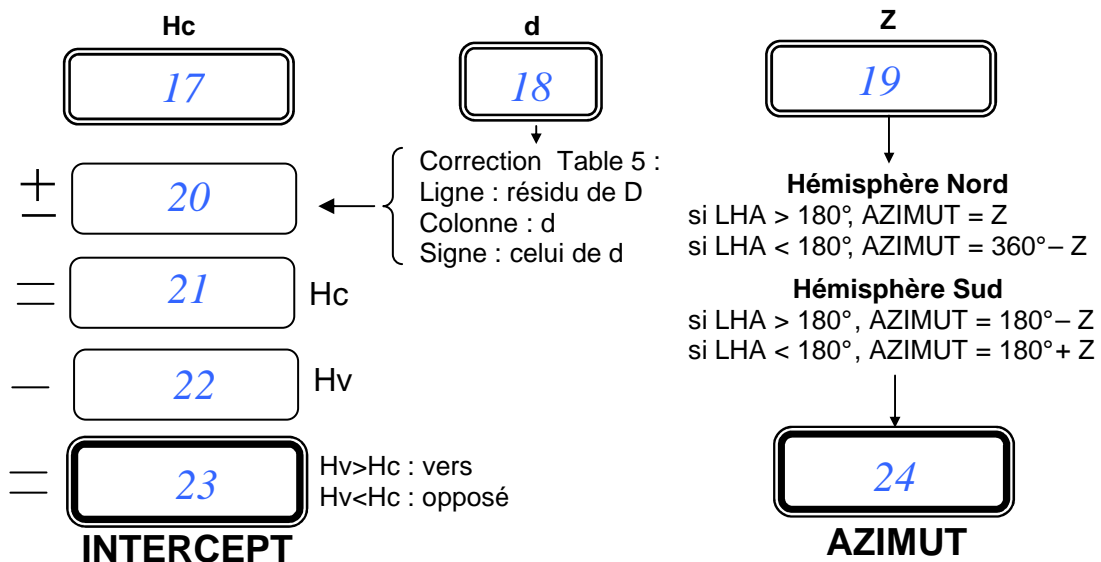 Hc
d
Z
17
18
19
Correction Table 5 :
Ligne : résidu de D
Colonne : d
Signe : celui de d
+
–
20
=
21
Hc
–
22
Hv
=
23
Hv>Hc : vers
Hv<Hc : opposé
INTERCEPT
Hémisphère Nord
si LHA > 180°, AZIMUT = Z
si LHA < 180°, AZIMUT = 360°– Z
Hémisphère Sud
si LHA > 180° , AZIMUT = 180°– Z
si LHA < 180° , AZIMUT = 180°+ Z
24
AZIMUT